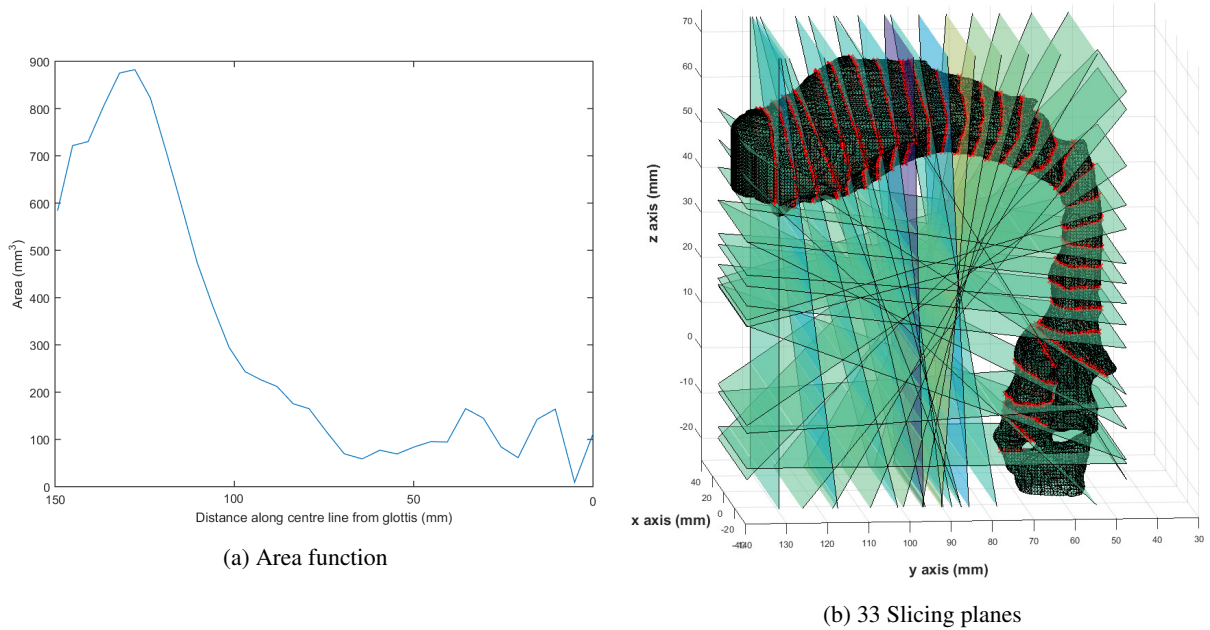 900
800
700
600
500
400
300
200
100
0
Area (mm³)
150 100 50 0
Distance along centre line from glottis (mm)
(a) Area function
70
60
50
40
30
20
10
0
-10
-20
z axis (mm)
40
20
0
-20
-40
x axis (mm)
140 130 120 110 100 90 80 70 60 50 40 30
y axis (mm)
(b) 33 Slicing planes